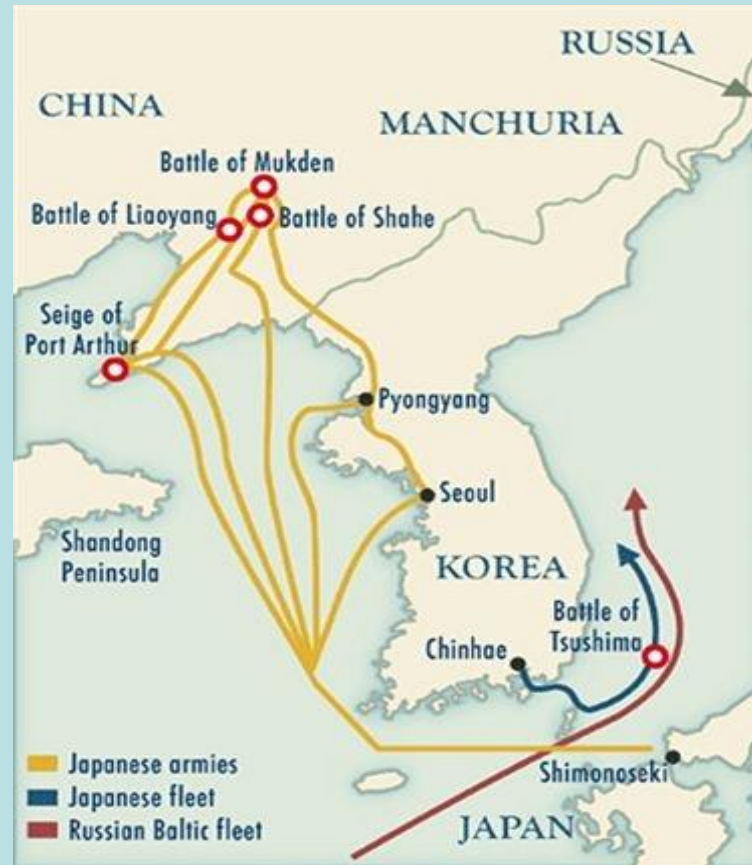 RUSSIA
CHINA
MANCHURIA
Battle of Mukden
Battle of Liaoyang
Battle of Shahe
Seige of
Port Arthur
Pyongyang
Seoul
Shandong
Peninsula
KOREA
Battle of
Tsushima
Chinhae
Japanese armies
Japanese fleet
Russian Baltic fleet
Shimonoseki
JAPAN